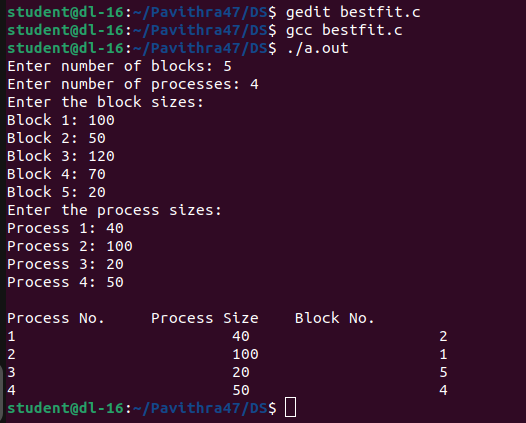 student@dl-16:~/Pavithra47/DS$ gedit bestfit.c
student@dl-16:~/Pavithra47/DS$ gcc bestfit.c
student@dl-16:~/Pavithra47/DS$ ./a.out
Enter number of blocks: 5
Enter number of processes: 4
Enter the block sizes:
Block 1: 100
Block 2: 50
Block 3: 120
Block 4: 70
Block 5: 20
Enter the process sizes:
Process 1: 40
Process 2: 100
Process 3: 20
Process 4: 50
Process No. Process Size Block No.
1 40 2
2 100 1
3 20 5
4 50 4
student@dl-16:~/Pavithra47/DS$